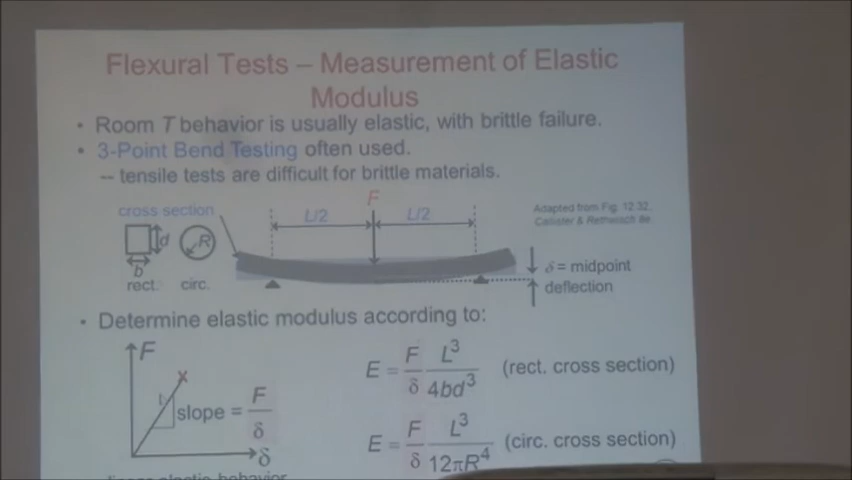 Flexural Tests – Measurement of Elastic
Modulus
• Room T behavior is usually elastic, with brittle failure.
• 3-Point Bend Testing often used.
-- tensile tests are difficult for brittle materials.
F
cross section
L/2 L/2
Adapted from Fig. 12.32,
Callister & Rethwisch 8e.
d R
b
rect. circ.
δ = midpoint
deflection
• Determine elastic modulus according to:
F
x
slope = F/δ
δ
E = F/δ L³/4bd³ (rect. cross section)
E = F/δ L³/12πR⁴ (circ. cross section)
linear-elastic behavior